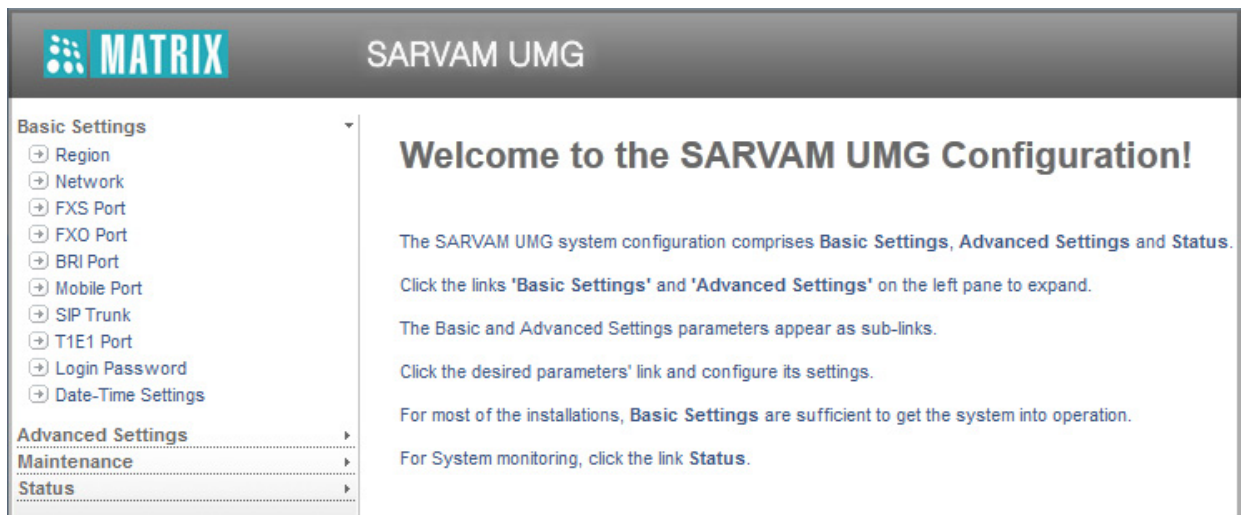 MATRIX
SARVAM UMG
Basic Settings
Region
Network
FXS Port
FXO Port
BRI Port
Mobile Port
SIP Trunk
T1E1 Port
Login Password
Date-Time Settings
Advanced Settings
Maintenance
Status
Welcome to the SARVAM UMG Configuration!
The SARVAM UMG system configuration comprises Basic Settings, Advanced Settings and Status.
Click the links 'Basic Settings' and 'Advanced Settings' on the left pane to expand.
The Basic and Advanced Settings parameters appear as sub-links.
Click the desired parameters' link and configure its settings.
For most of the installations, Basic Settings are sufficient to get the system into operation.
For System monitoring, click the link Status.